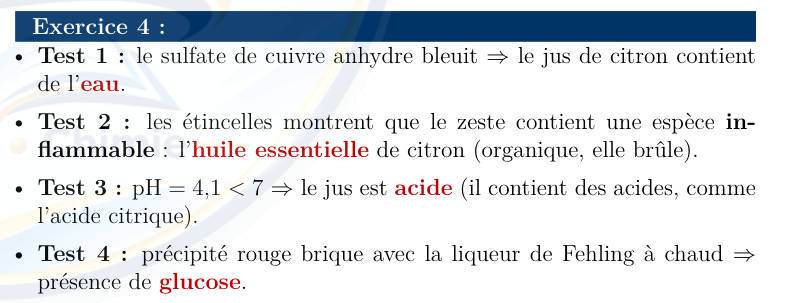 Exercice 4 :
• Test 1 : le sulfate de cuivre anhydre bleuit ⇒ le jus de citron contient
de l'eau.
• Test 2 : les étincelles montrent que le zeste contient une espèce in-
flammable : l'huile essentielle de citron (organique, elle brûle).
• Test 3 : pH = 4,1 < 7 ⇒ le jus est acide (il contient des acides, comme
l'acide citrique).
• Test 4 : précipité rouge brique avec la liqueur de Fehling à chaud ⇒
présence de glucose.